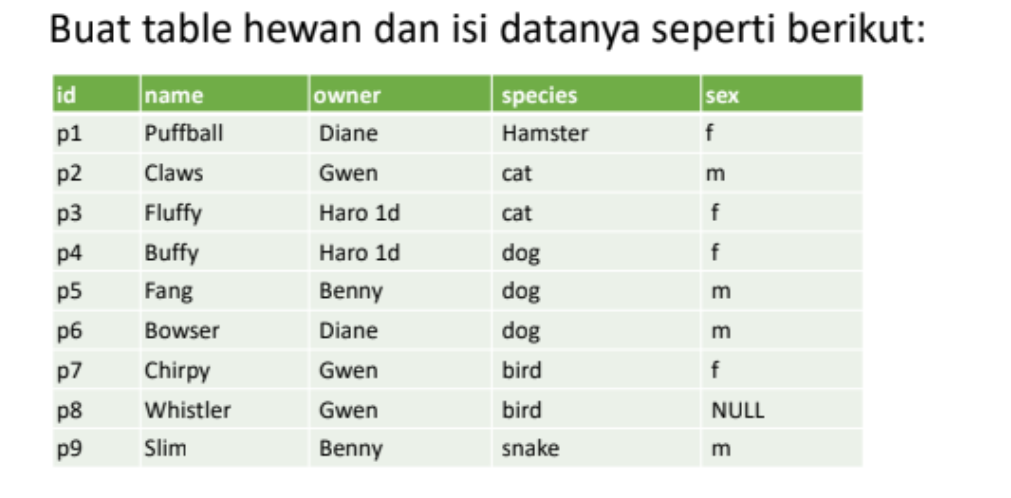 Buat table hewan dan isi datanya seperti berikut:
id name owner species sex
p1 Puffball Diane Hamster f
p2 Claws Gwen cat m
p3 Fluffy Haro 1d cat f
p4 Buffy Haro 1d dog f
p5 Fang Benny dog m
p6 Bowser Diane dog m
p7 Chirpy Gwen bird f
p8 Whistler Gwen bird NULL
p9 Slim Benny snake m